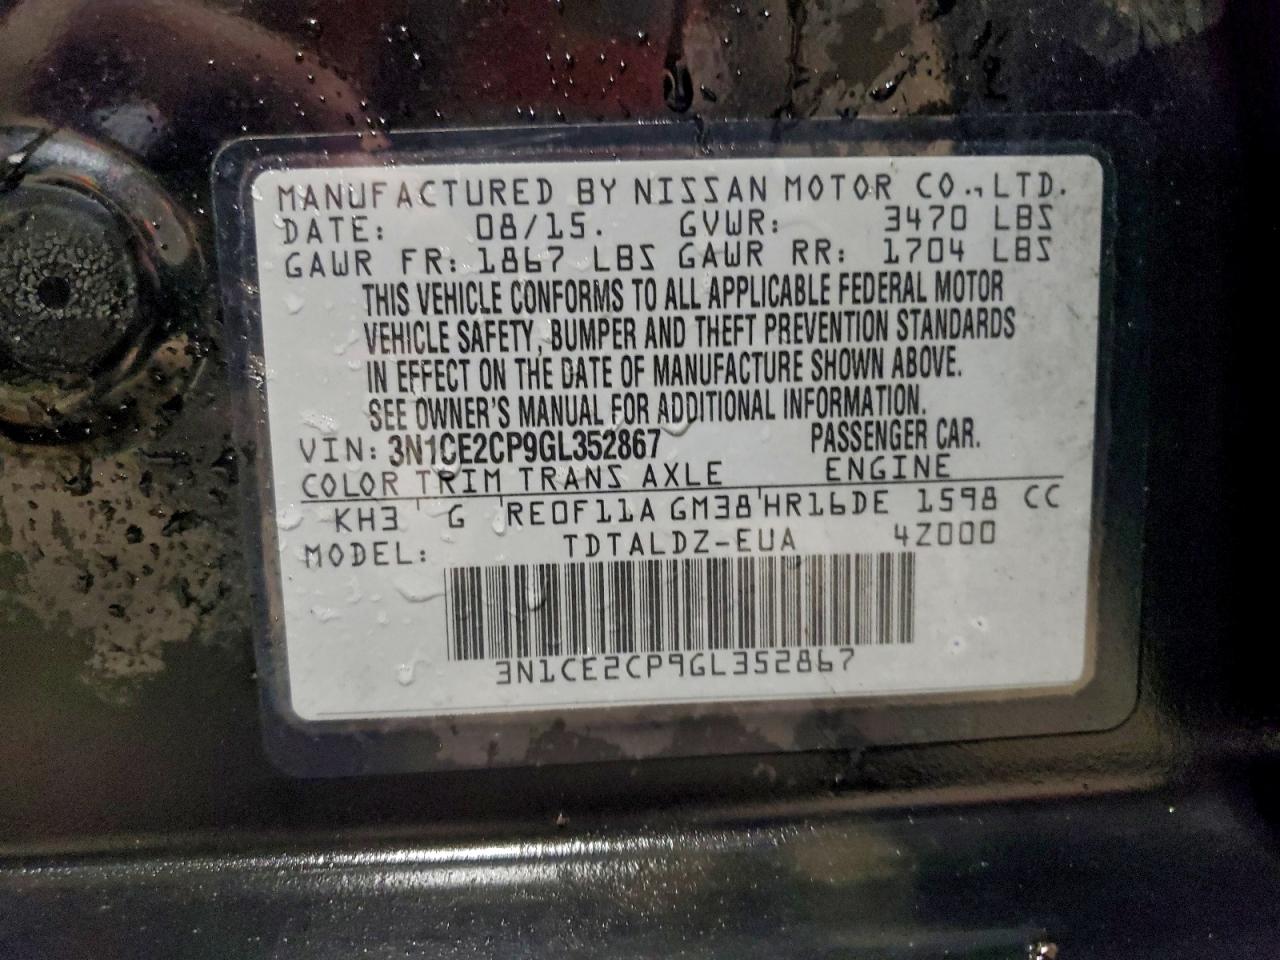 MANUFACTURED BY NISSAN MOTOR CO., LTD.
DATE: 08/15. GVWR: 3470 LBS
GAWR FR: 1867 LBS GAWR RR: 1704 LBS
THIS VEHICLE CONFORMS TO ALL APPLICABLE FEDERAL MOTOR
VEHICLE SAFETY, BUMPER AND THEFT PREVENTION STANDARDS
IN EFFECT ON THE DATE OF MANUFACTURE SHOWN ABOVE.
SEE OWNER'S MANUAL FOR ADDITIONAL INFORMATION.
VIN: 3N1CE2CP9GL352867 PASSENGER CAR.
COLOR TRIM TRANS AXLE ENGINE
KH3 G RE0F11A GM38 HR16DE 1598 CC
MODEL: TDTALDZ-EUA 4Z000
3N1CE2CP9GL352867